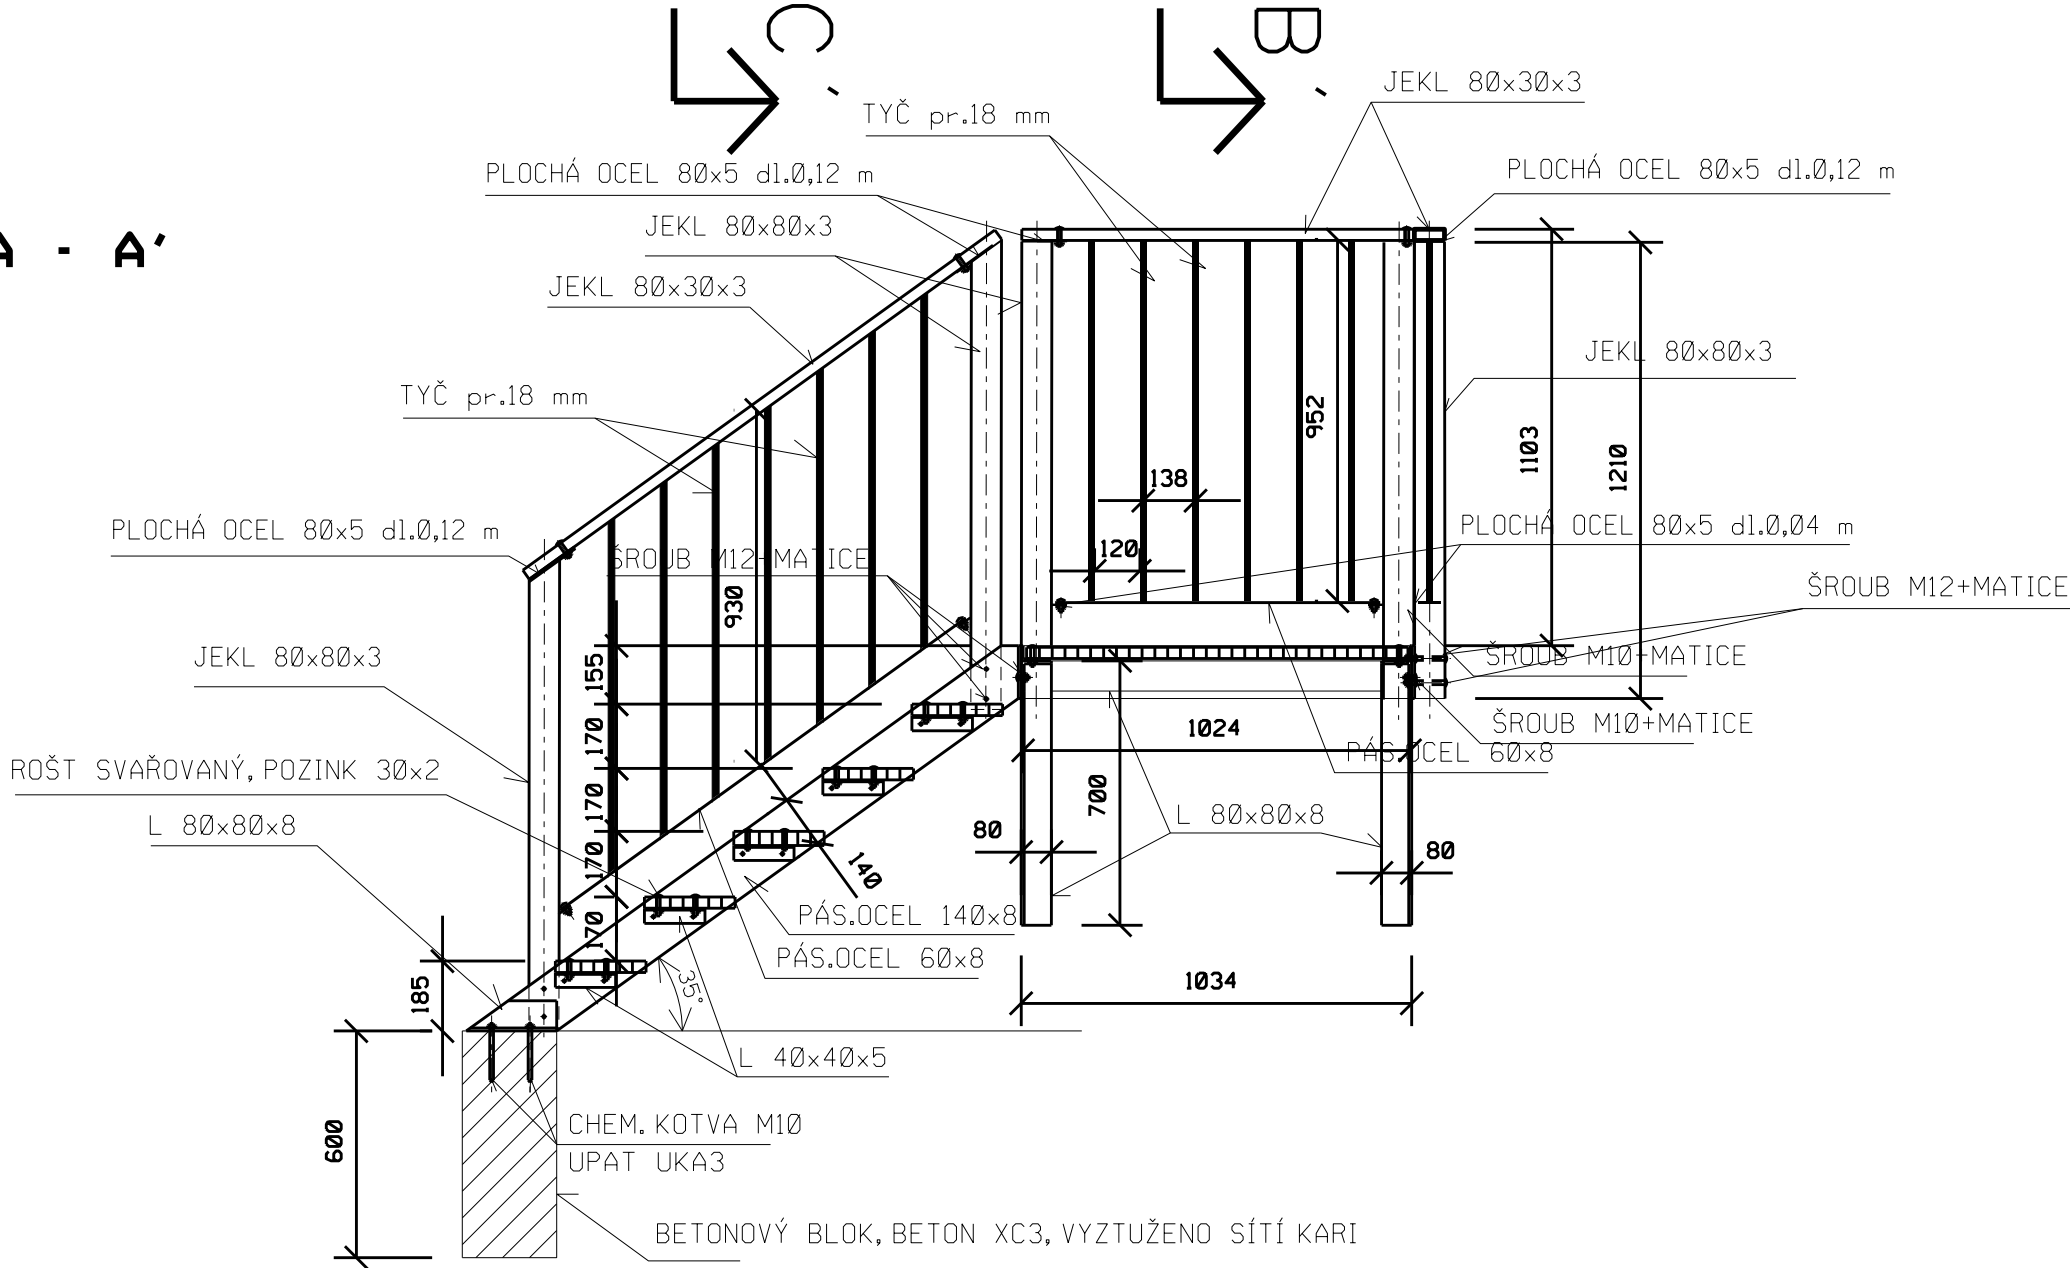 C'
B'
JEKL 80x30x3
TYČ pr.18 mm
PLOCHÁ OCEL 80x5 dl.0,12 m
PLOCHÁ OCEL 80x5 dl.0,12 m
JEKL 80x80x3
A - A'
JEKL 80x30x3
JEKL 80x80x3
TYČ pr.18 mm
952
1103
1210
138
PLOCHÁ OCEL 80x5 dl.0,12 m
PLOCHÁ OCEL 80x5 dl.0,04 m
120
ŠROUB M12+MATICE
ŠROUB M12+MATICE
930
JEKL 80x80x3
155
ŠROUB M10+MATICE
1024
ŠROUB M10+MATICE
170
PÁS.OCEL 60x8
ROŠT SVAŘOVANÝ, POZINK 30x2
700
170
L 80x80x8
L 80x80x8
80
80
170
140
PÁS.OCEL 140x8
170
PÁS.OCEL 60x8
185
35°
1034
L 40x40x5
600
CHEM. KOTVA M10
UPAT UKA3
BETONOVÝ BLOK, BETON XC3, VYZTUŽENO SÍTÍ KARI